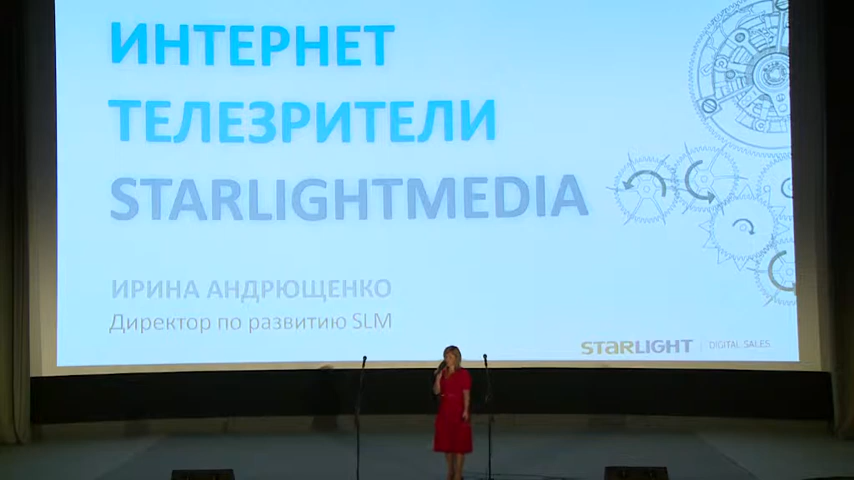 ИНТЕРНЕТ
ТЕЛЕЗРИТЕЛИ
STARLIGHTMEDIA
ИРИНА АНДРЮЩЕНКО
Директор по развитию SLM
STARLIGHT | DIGITAL SALES